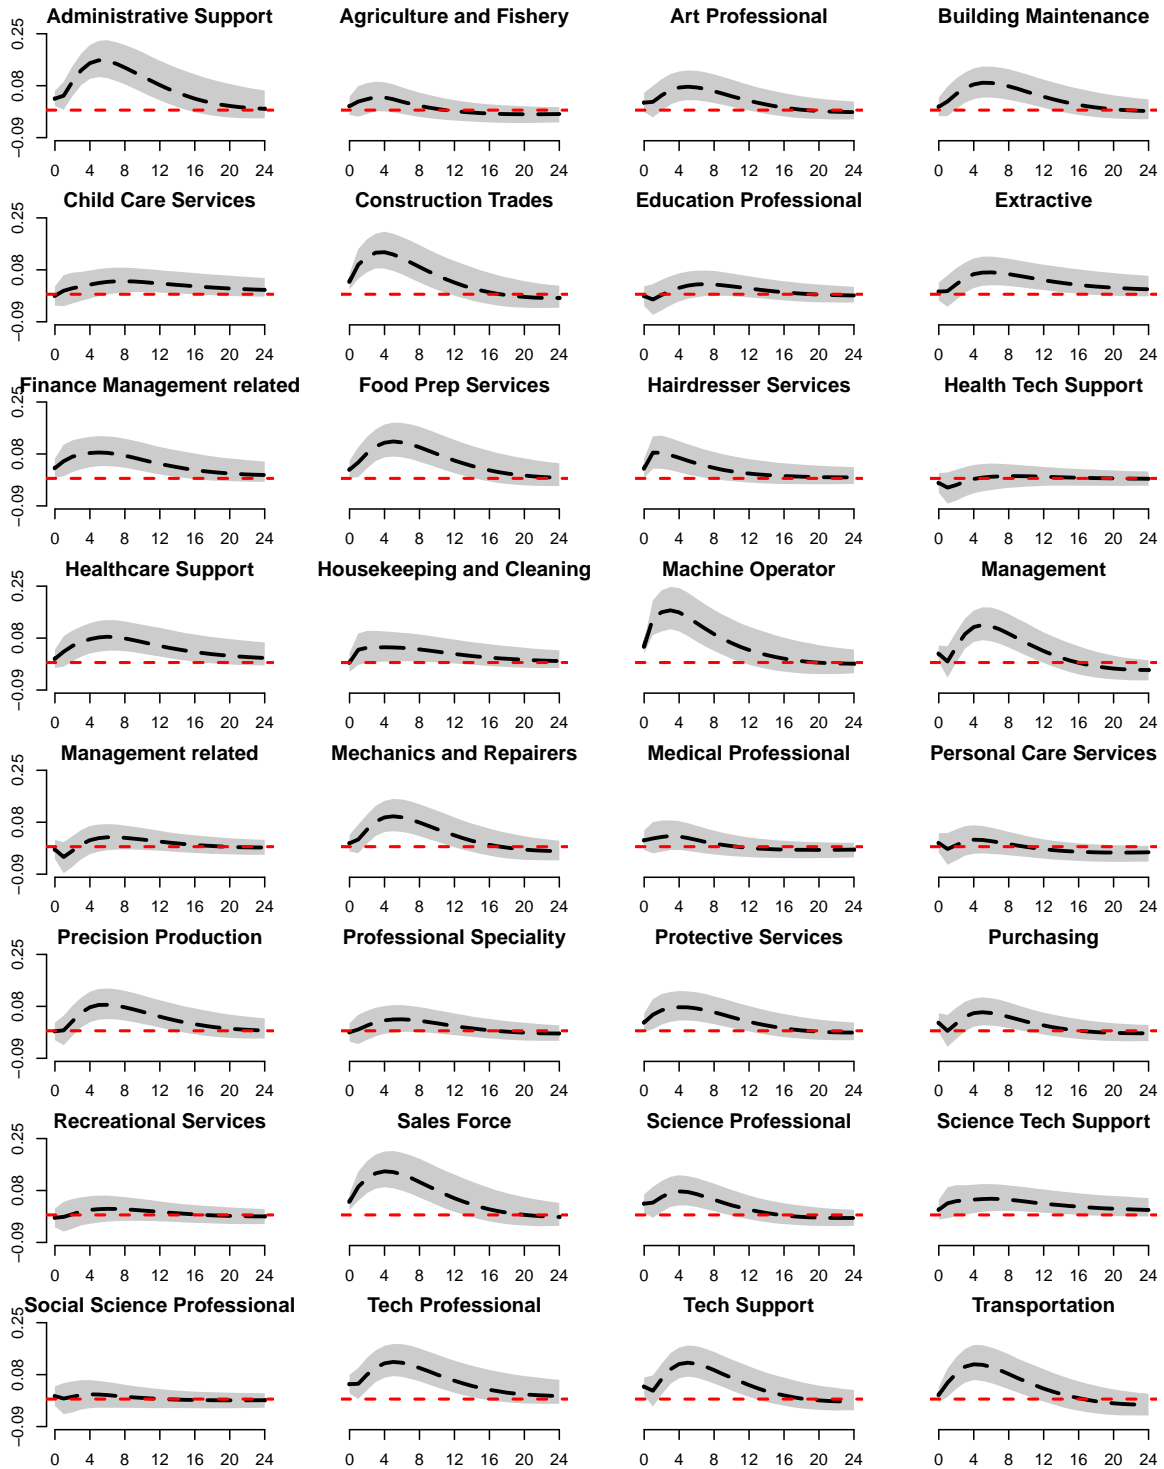 Administrative Support Agriculture and Fishery Art Professional Building Maintenance
0.25
0.08
−0.09
0 4 8 12 16 20 24 0 4 8 12 16 20 24 0 4 8 12 16 20 24 0 4 8 12 16 20 24
Child Care Services Construction Trades Education Professional Extractive
0.25
0.08
−0.09
0 4 8 12 16 20 24 0 4 8 12 16 20 24 0 4 8 12 16 20 24 0 4 8 12 16 20 24
Finance Management related Food Prep Services Hairdresser Services Health Tech Support
0.25
0.08
−0.09
0 4 8 12 16 20 24 0 4 8 12 16 20 24 0 4 8 12 16 20 24 0 4 8 12 16 20 24
Healthcare Support Housekeeping and Cleaning Machine Operator Management
0.25
0.08
−0.09
0 4 8 12 16 20 24 0 4 8 12 16 20 24 0 4 8 12 16 20 24 0 4 8 12 16 20 24
Management related Mechanics and Repairers Medical Professional Personal Care Services
0.25
0.08
−0.09
0 4 8 12 16 20 24 0 4 8 12 16 20 24 0 4 8 12 16 20 24 0 4 8 12 16 20 24
Precision Production Professional Speciality Protective Services Purchasing
0.25
0.08
−0.09
0 4 8 12 16 20 24 0 4 8 12 16 20 24 0 4 8 12 16 20 24 0 4 8 12 16 20 24
Recreational Services Sales Force Science Professional Science Tech Support
0.25
0.08
−0.09
0 4 8 12 16 20 24 0 4 8 12 16 20 24 0 4 8 12 16 20 24 0 4 8 12 16 20 24
Social Science Professional Tech Professional Tech Support Transportation
0.25
0.08
−0.09
0 4 8 12 16 20 24 0 4 8 12 16 20 24 0 4 8 12 16 20 24 0 4 8 12 16 20 24